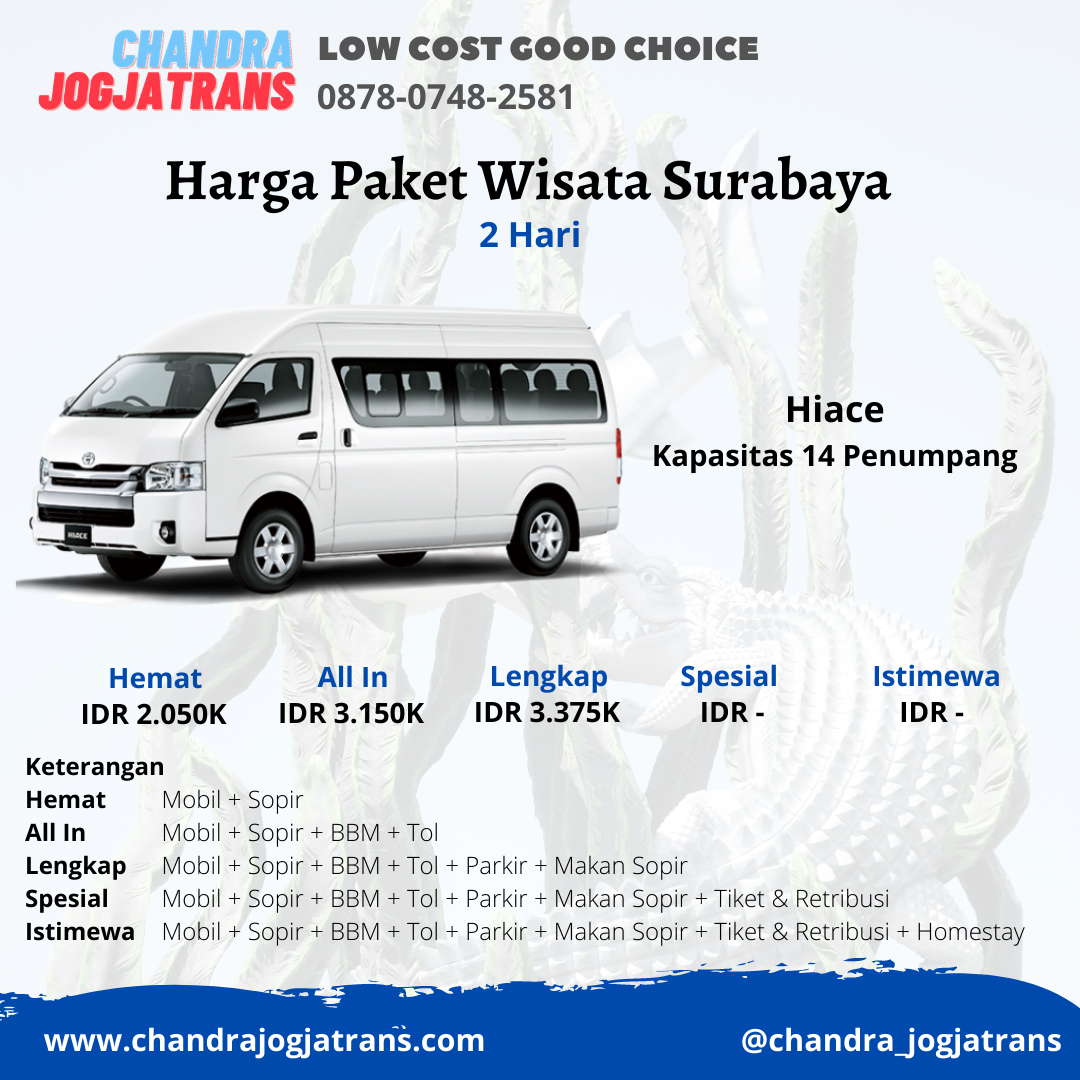 CHANDRA
JOGJATRANS
LOW COST GOOD CHOICE
0878-0748-2581
Harga Paket Wisata Surabaya
2 Hari
HIACE
Hiace
Kapasitas 14 Penumpang
Hemat All In Lengkap Spesial Istimewa
IDR 2.050K IDR 3.150K IDR 3.375K IDR - IDR -
Keterangan
Hemat Mobil + Sopir
All In Mobil + Sopir + BBM + Tol
Lengkap Mobil + Sopir + BBM + Tol + Parkir + Makan Sopir
Spesial Mobil + Sopir + BBM + Tol + Parkir + Makan Sopir + Tiket & Retribusi
Istimewa Mobil + Sopir + BBM + Tol + Parkir + Makan Sopir + Tiket & Retribusi + Homestay
www.chandrajogjatrans.com
@chandra_jogjatrans